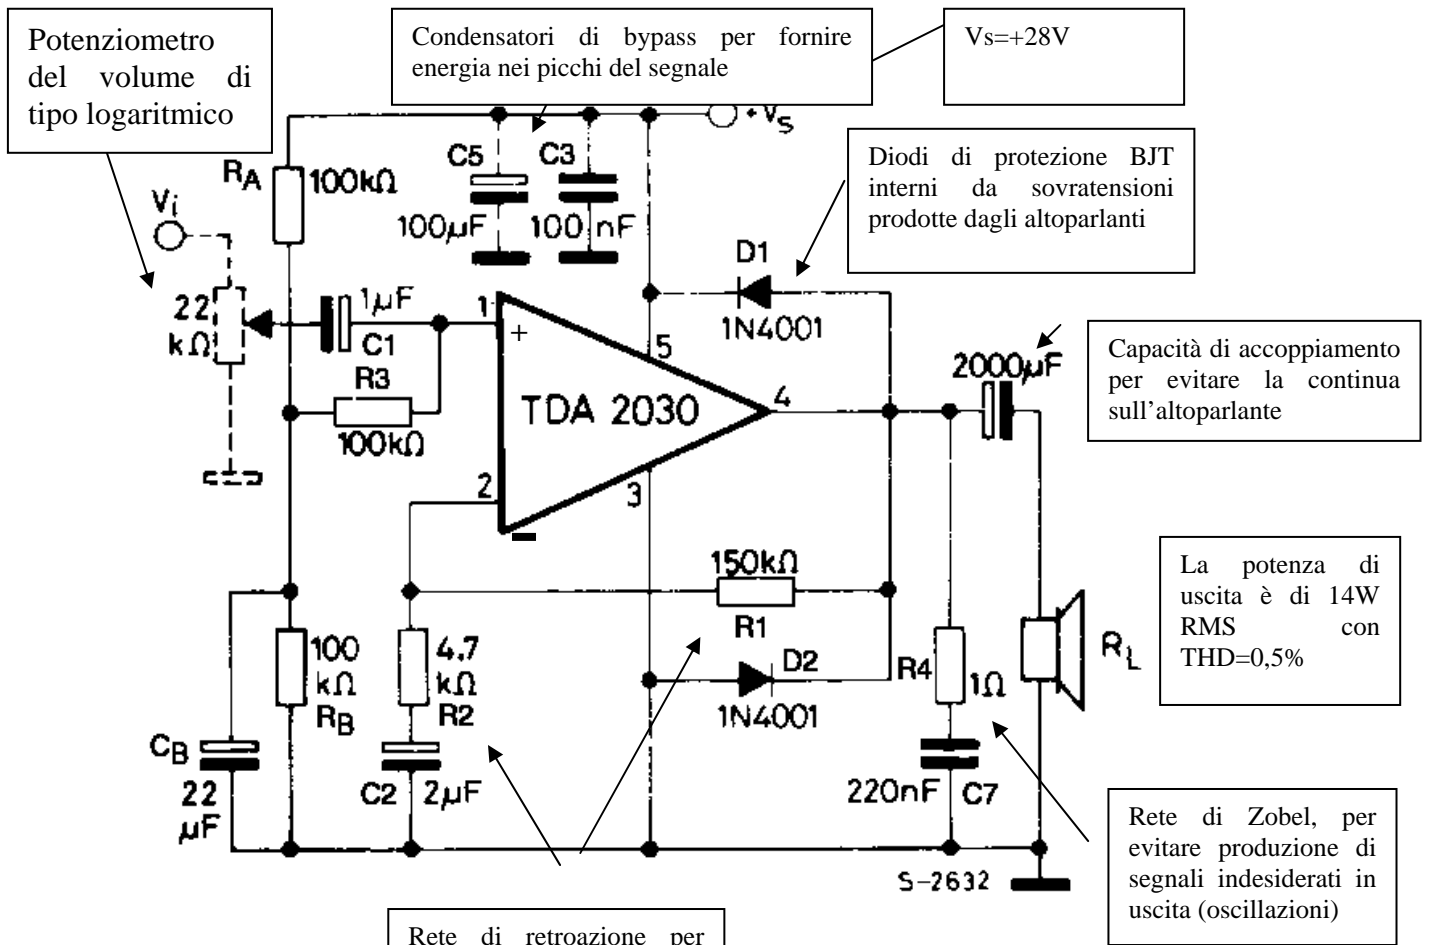 Potenziometro
del volume di
tipo logaritmico
Condensatori di bypass per fornire
energia nei picchi del segnale
Vs=+28V
+VS
Diodi di protezione BJT
interni da sovratensioni
prodotte dagli altoparlanti
RA
100kΩ
C5
100µF
C3
100 nF
Vi
22
kΩ
1µF
C1
R3
100kΩ
1
+
2
-
TDA 2030
5
4
3
D1
1N4001
2000µF
Capacità di accoppiamento
per evitare la continua
sull'altoparlante
150kΩ
R1
D2
1N4001
R4
1Ω
RL
La potenza di
uscita è di 14W
RMS con
THD=0,5%
100
kΩ
RB
4.7
kΩ
R2
CB
22
µF
C2
2µF
220nF
C7
S-2632
Rete di Zobel, per
evitare produzione di
segnali indesiderati in
uscita (oscillazioni)
Rete di retroazione per